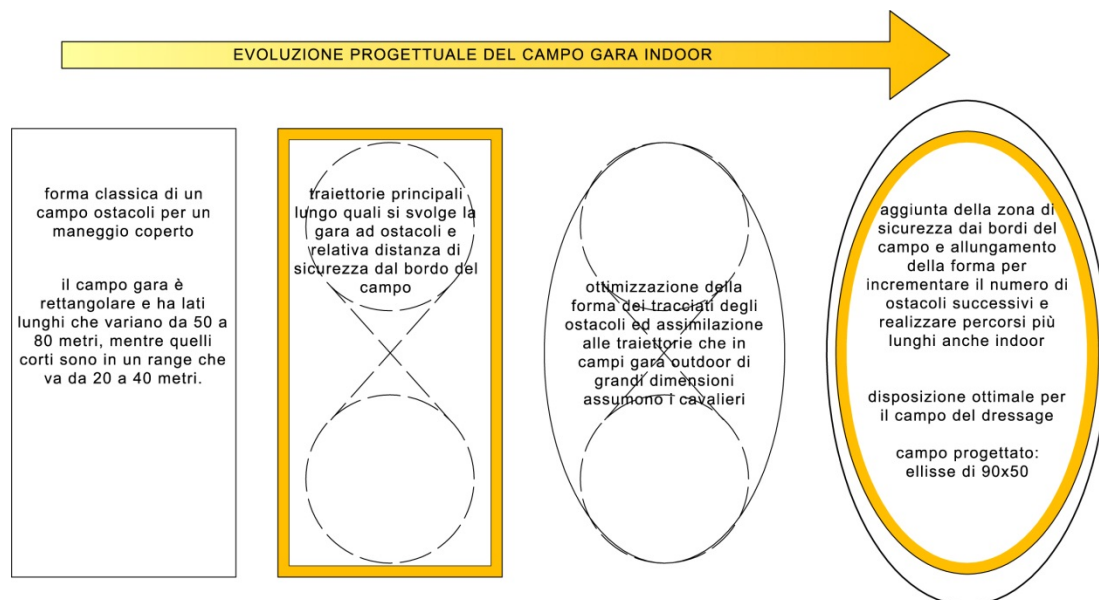 EVOLUZIONE PROGETTUALE DEL CAMPO GARA INDOOR
forma classica di un
campo ostacoli per un
maneggio coperto
il campo gara è
rettangolare e ha lati
lunghi che variano da 50 a
80 metri, mentre quelli
corti sono in un range che
va da 20 a 40 metri.
traiettorie principali
lungo quali si svolge la
gara ad ostacoli e
relativa distanza di
sicurezza dal bordo del
campo
ottimizzazione della
forma dei tracciati degli
ostacoli ed assimilazione
alle traiettorie che in
campi gara outdoor di
grandi dimensioni
assumono i cavalieri
aggiunta della zona di
sicurezza dai bordi del
campo e allungamento
della forma per
incrementare il numero di
ostacoli successivi e
realizzare percorsi più
lunghi anche indoor
disposizione ottimale per
il campo del dressage
campo progettato:
ellisse di 90x50